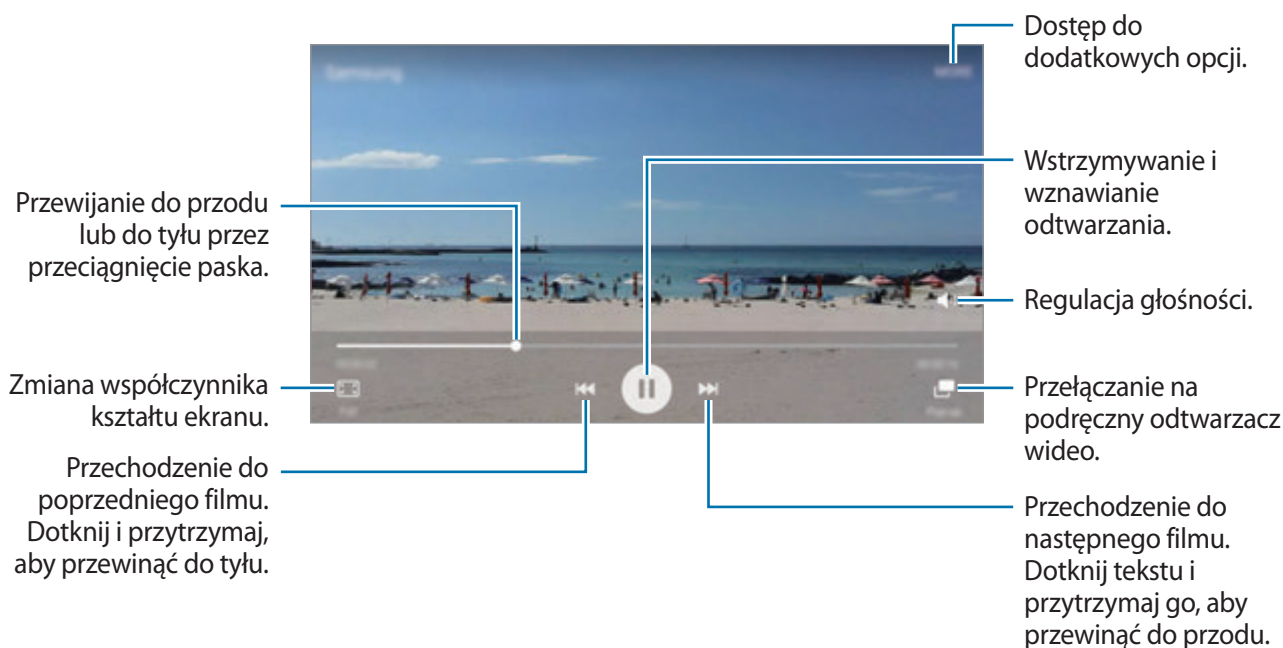 Dostęp do
dodatkowych opcji.
Samsung
MORE
Wstrzymywanie i
wznawianie
odtwarzania.
Przewijanie do przodu
lub do tyłu przez
przeciągnięcie paska.
Regulacja głośności.
Zmiana współczynnika
kształtu ekranu.
Przełączanie na
podręczny odtwarzacz
wideo.
Przechodzenie do
poprzedniego filmu.
Dotknij i przytrzymaj,
aby przewinąć do tyłu.
Przechodzenie do
następnego filmu.
Dotknij tekstu i
przytrzymaj go, aby
przewinąć do przodu.